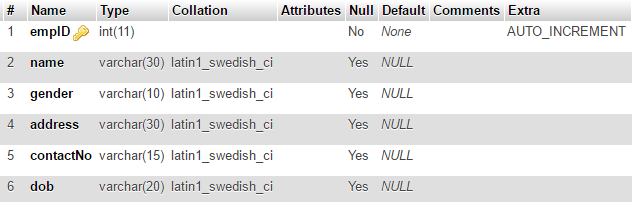 # Name Type Collation Attributes Null Default Comments Extra
1 empID int(11) No None AUTO_INCREMENT
2 name varchar(30) latin1_swedish_ci Yes NULL
3 gender varchar(10) latin1_swedish_ci Yes NULL
4 address varchar(30) latin1_swedish_ci Yes NULL
5 contactNo varchar(15) latin1_swedish_ci Yes NULL
6 dob varchar(20) latin1_swedish_ci Yes NULL